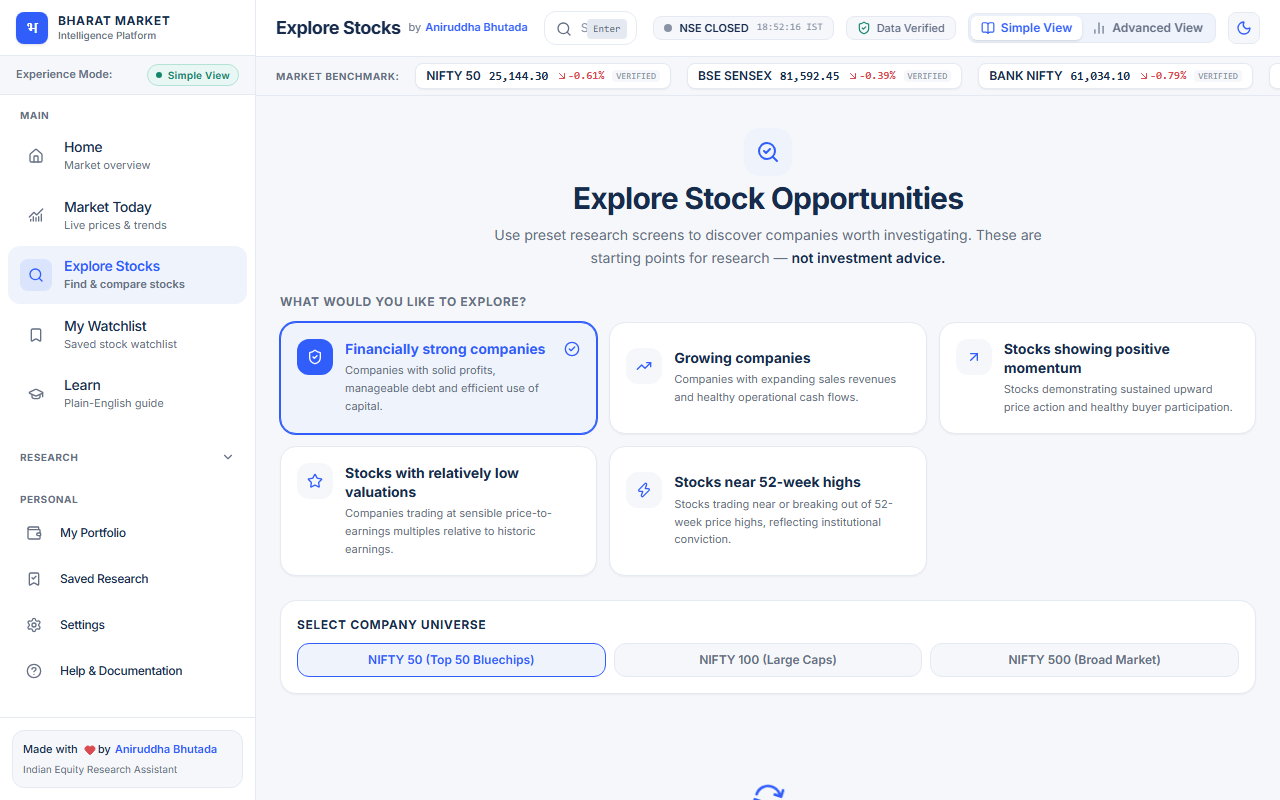 भ
BHARAT MARKET
Intelligence Platform
Experience Mode:
Simple View
MAIN
Home
Market overview
Market Today
Live prices & trends
Explore Stocks
Find & compare stocks
My Watchlist
Saved stock watchlist
Learn
Plain-English guide
RESEARCH
PERSONAL
My Portfolio
Saved Research
Settings
Help & Documentation
Made with by Aniruddha Bhutada
Indian Equity Research Assistant
Explore Stocks by Aniruddha Bhutada
Enter
NSE CLOSED 18:52:16 IST
Data Verified
Simple View
Advanced View
MARKET BENCHMARK:
NIFTY 50 25,144.30 -0.61% VERIFIED
BSE SENSEX 81,592.45 -0.39% VERIFIED
BANK NIFTY 61,034.10 -0.79% VERIFIED
Explore Stock Opportunities
Use preset research screens to discover companies worth investigating. These are
starting points for research — not investment advice.
WHAT WOULD YOU LIKE TO EXPLORE?
Financially strong companies
Companies with solid profits,
manageable debt and efficient use of
capital.
Growing companies
Companies with expanding sales revenues
and healthy operational cash flows.
Stocks showing positive
momentum
Stocks demonstrating sustained upward
price action and healthy buyer participation.
Stocks with relatively low
valuations
Companies trading at sensible price-to-
earnings multiples relative to historic
earnings.
Stocks near 52-week highs
Stocks trading near or breaking out of 52-
week price highs, reflecting institutional
conviction.
SELECT COMPANY UNIVERSE
NIFTY 50 (Top 50 Bluechips)
NIFTY 100 (Large Caps)
NIFTY 500 (Broad Market)